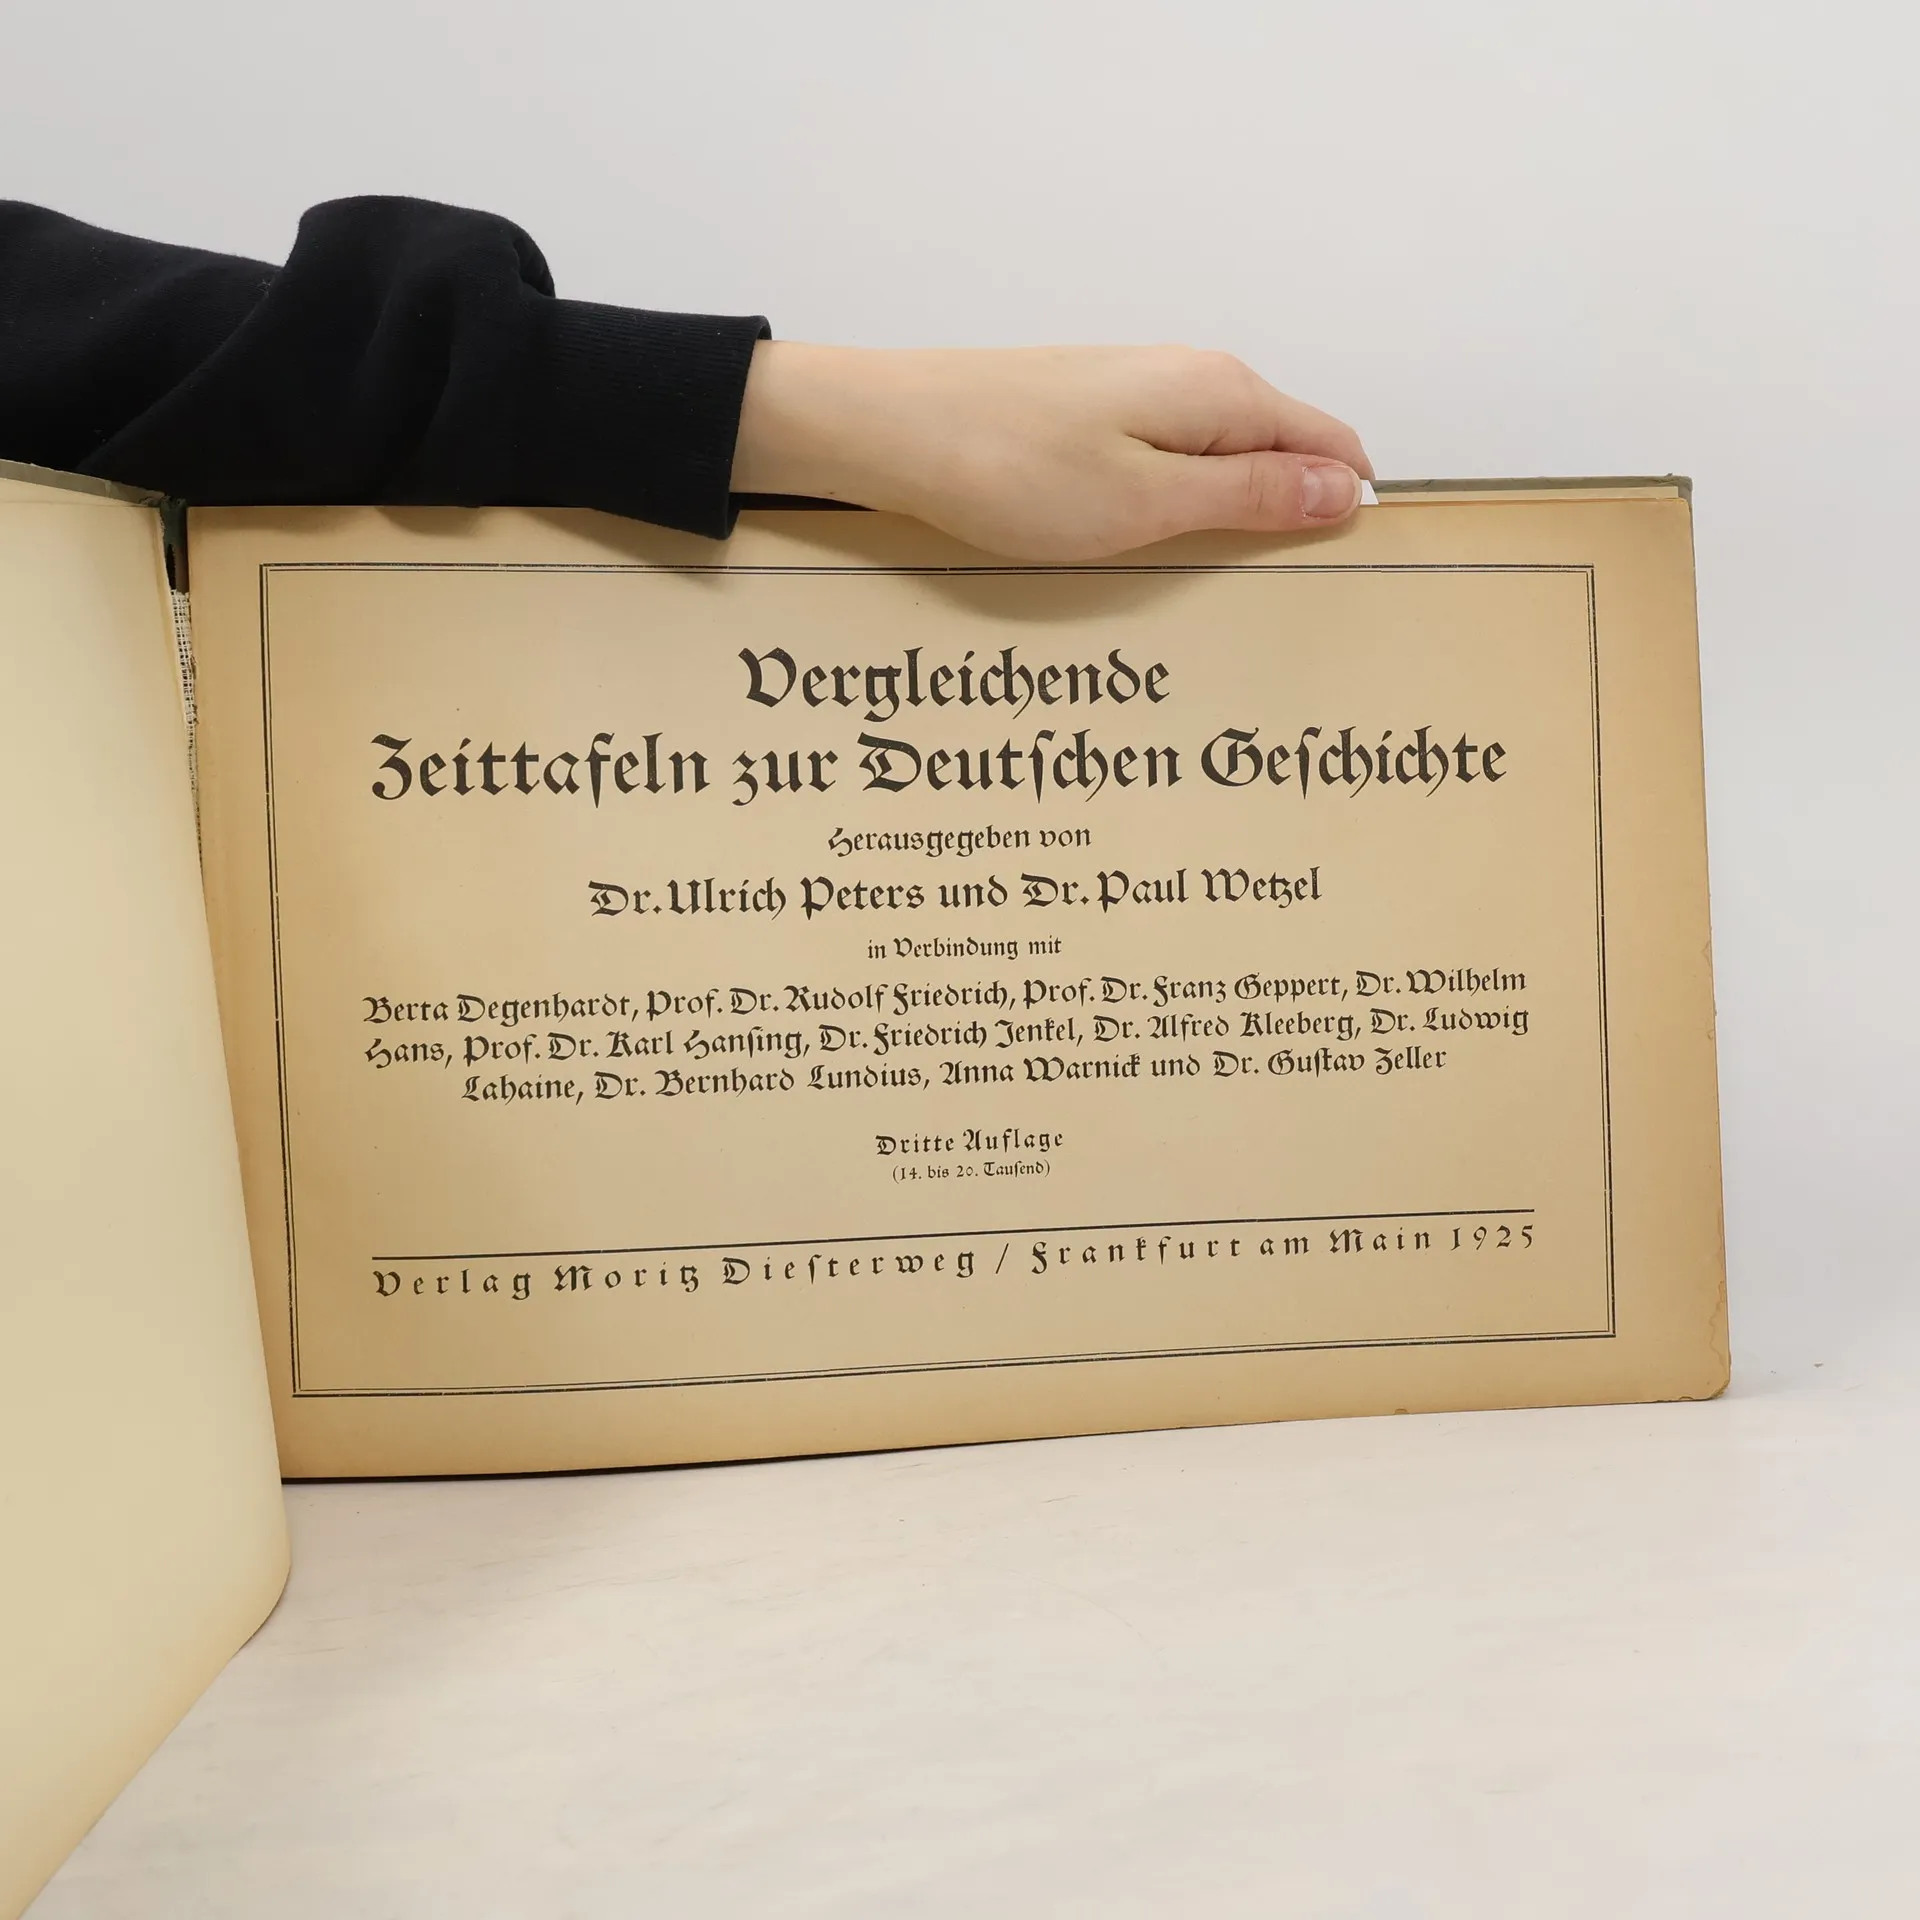 Vergleichende
Zeittafeln zur Deutſchen Geſchichte
Herausgegeben von
Dr. Ulrich Peters und Dr. Paul Wetzel
in Verbindung mit
Berta Degenhardt, Prof. Dr. Rudolf Friedrich, Prof. Dr. Franz Geppert, Dr. Wilhelm
Hans, Prof. Dr. Karl Hanſing, Dr. Friedrich Jenkel, Dr. Alfred Kleeberg, Dr. Ludwig
Lahaine, Dr. Bernhard Lundius, Anna Warnick und Dr. Guſtav Zeller
Dritte Auflage
(14. bis 20. Tauſend)
Verlag Moritz Dieſterweg / Frankfurt am Main 1925